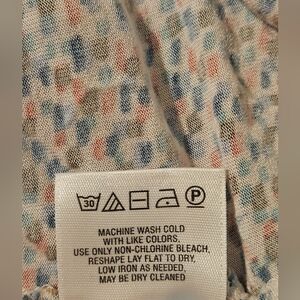 30 P
MACHINE WASH COLD
WITH LIKE COLORS.
USE ONLY NON-CHLORINE BLEACH,
RESHAPE LAY FLAT TO DRY,
LOW IRON AS NEEDED,
MAY BE DRY CLEANED